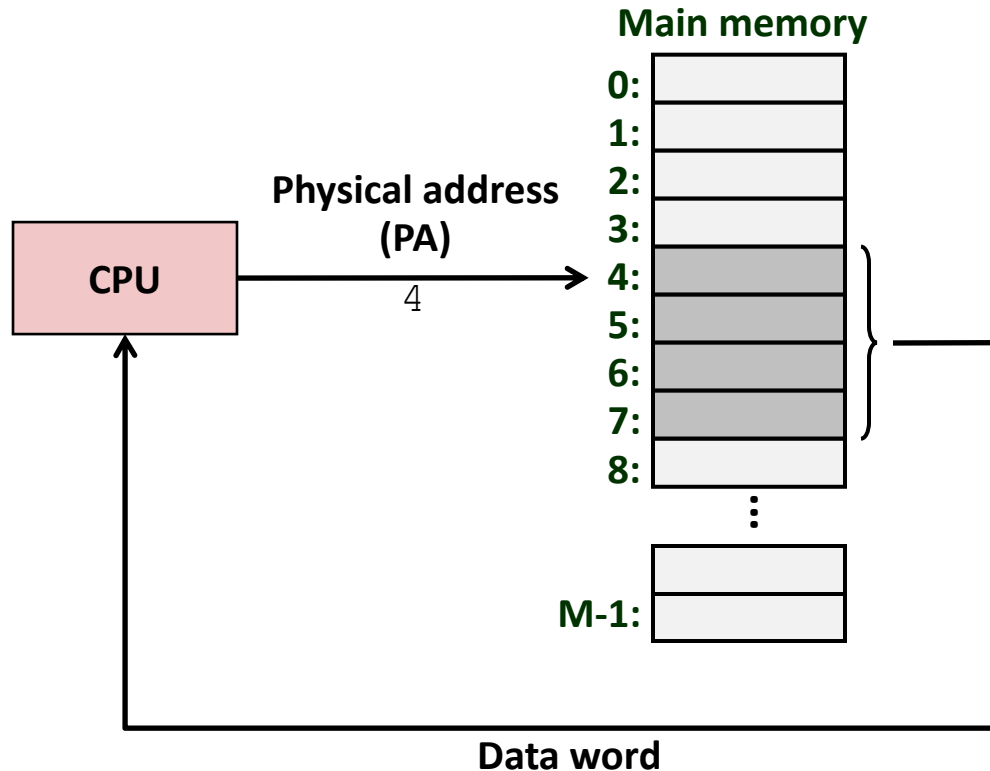 Main memory
0:
1:
2:
Physical address
(PA)
3:
CPU
4
4:
5:
6:
7:
8:
...
M-1:
Data word